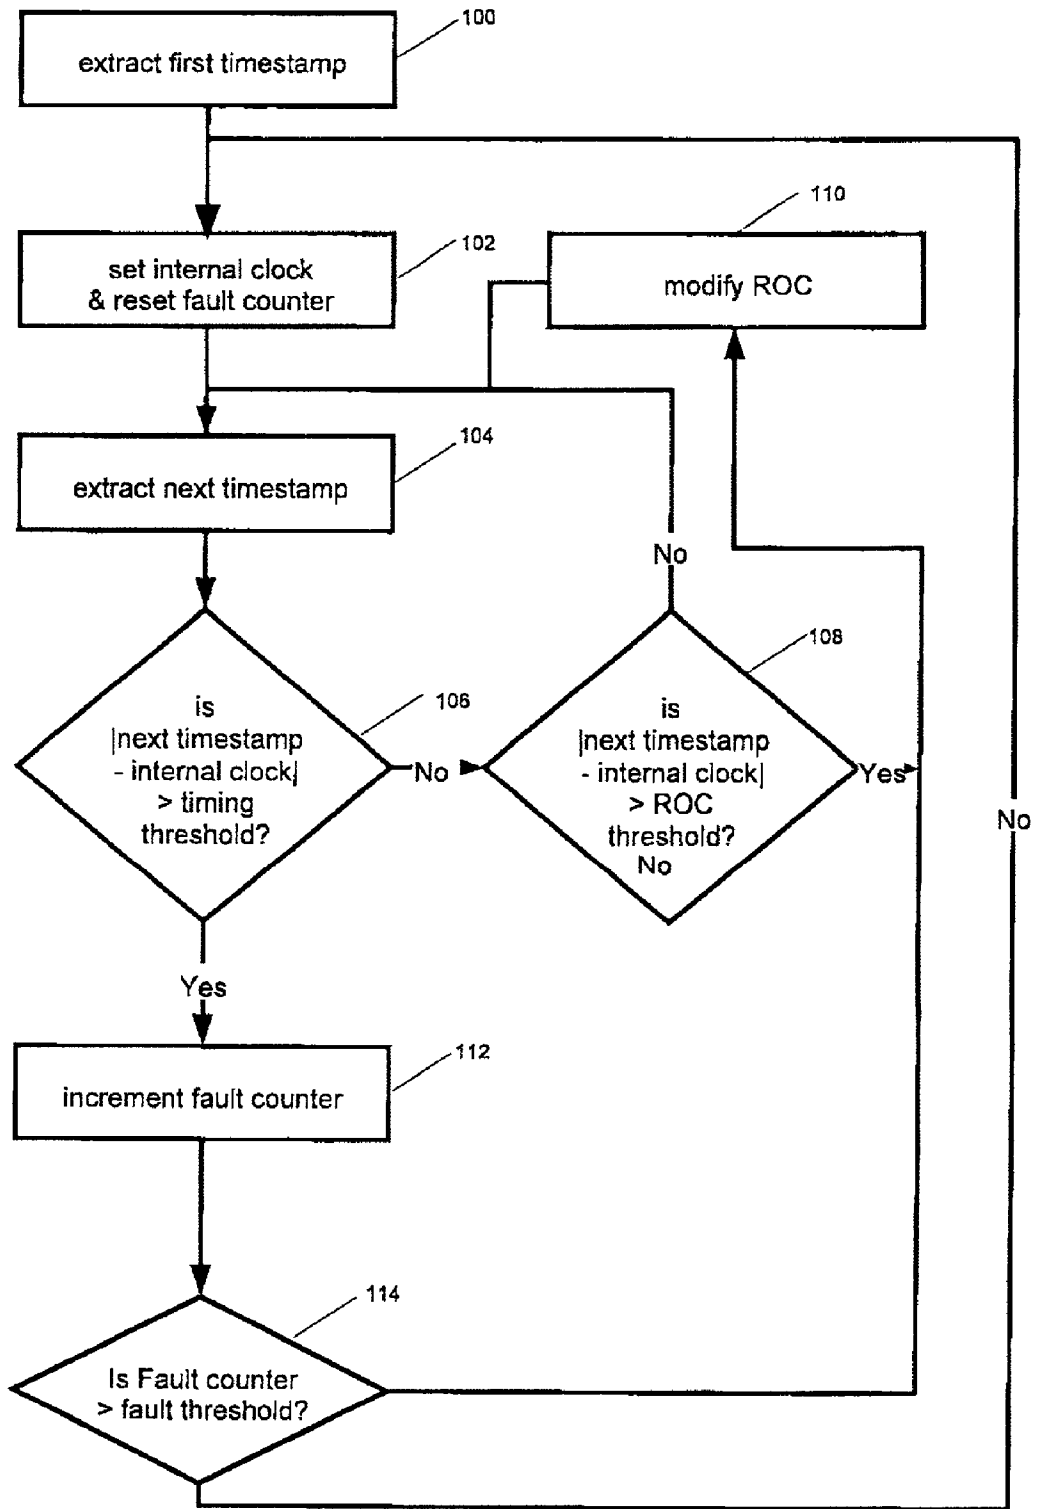 100
extract first timestamp
110
102
set internal clock
& reset fault counter
modify ROC
104
extract next timestamp
No
108
106
is
|next timestamp
- internal clock|
> timing
threshold?
No
is
|next timestamp
- internal clock|
> ROC
threshold?
No
Yes
No
Yes
112
increment fault counter
114
Is Fault counter
> fault threshold?